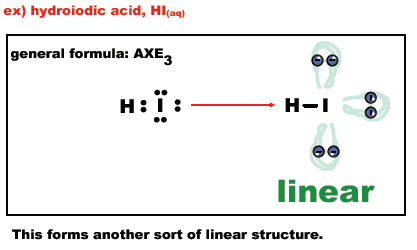 ex) hydroiodic acid, HI(aq)
general formula: AXE3
H : I :
H – I
linear
This forms another sort of linear structure.